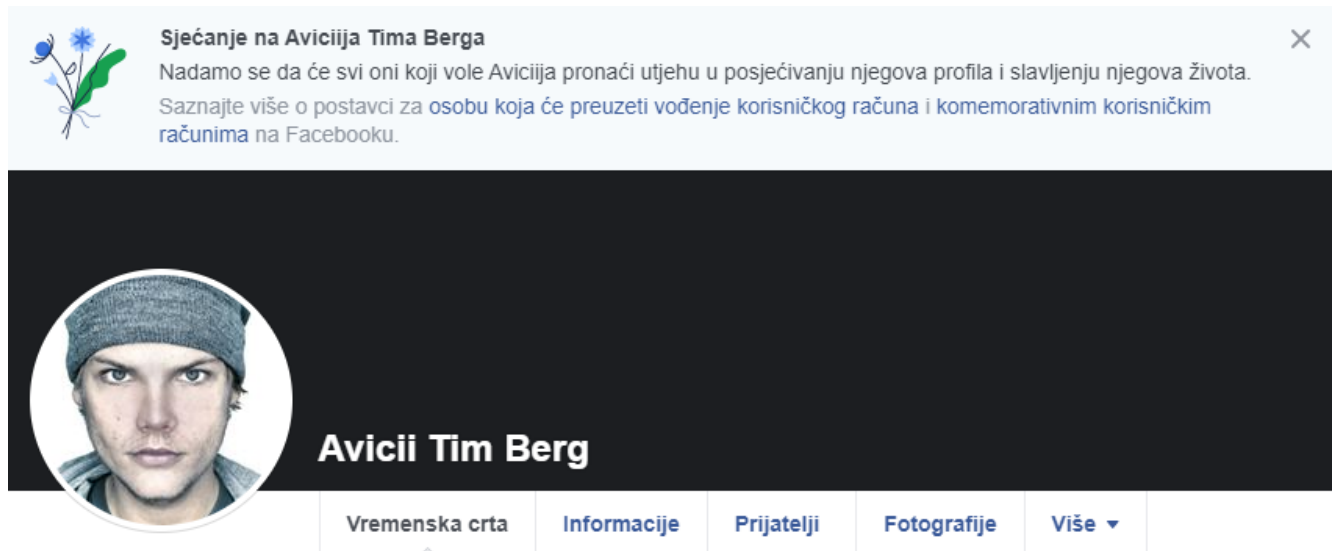 Sjećanje na Aviciija Tima Berga
Nadamo se da će svi oni koji vole Aviciija pronaći utjehu u posjećivanju njegova profila i slavljenju njegova života.
Saznajte više o postavci za osobu koja će preuzeti vođenje korisničkog računa i komemorativnim korisničkim
računima na Facebooku.
Avicii Tim Berg
Vremenska crta Informacije Prijatelji Fotografije Više